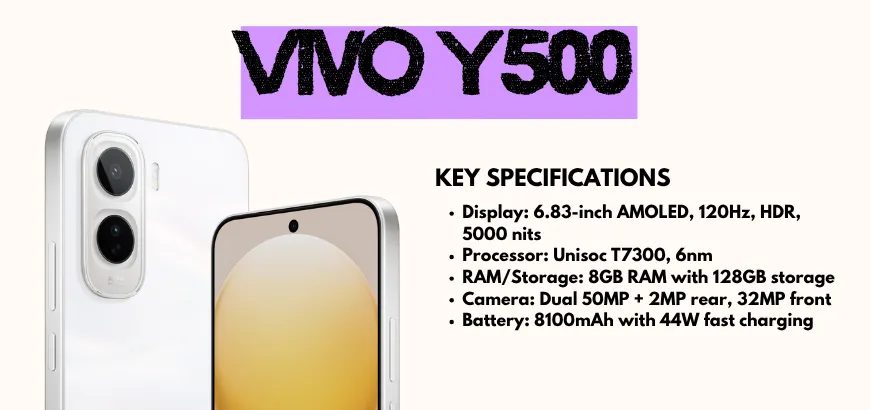 VIVO Y500
KEY SPECIFICATIONS
• Display: 6.83-inch AMOLED, 120Hz, HDR,
5000 nits
• Processor: Unisoc T7300, 6nm
• RAM/Storage: 8GB RAM with 128GB storage
• Camera: Dual 50MP + 2MP rear, 32MP front
• Battery: 8100mAh with 44W fast charging